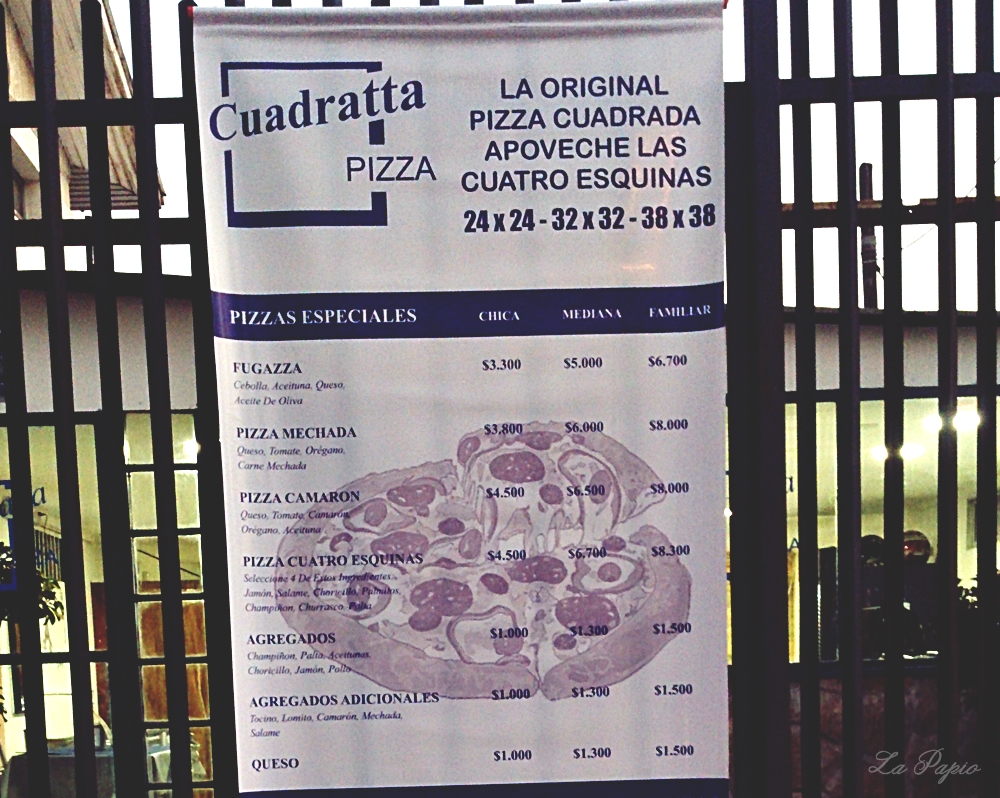 Cuadratta
PIZZA
LA ORIGINAL
PIZZA CUADRADA
APOVECHE LAS
CUATRO ESQUINAS
24 x 24 - 32 x 32 - 38 x 38
PIZZAS ESPECIALES CHICA MEDIANA FAMILIAR
FUGAZZA $3.300 $5.000 $6.700
Cebolla, Aceituna, Queso,
Aceite De Oliva
PIZZA MECHADA $3,800 $6.000 $8.000
Queso, Tomate, Orégano,
Carne Mechada
PIZZA CAMARON $4.500 $6.500 $8,000
Queso, Tomate, Camarón,
Orégano, Aceituna
PIZZA CUATRO ESQUINAS $4.500 $6.700 $8.300
Seleccione 4 De Estos Ingredientes.
Jamón, Salame, Choricillo, Palmitos,
Champiñon, Churrasco, Palta
AGREGADOS $1.000 $1.300 $1.500
Champiñon, Palta, Aceitunas,
Choricillo, Jamón, Pollo
AGREGADOS ADICIONALES $1.000 $1.300 $1.500
Tocino, Lomito, Camarón, Mechada,
Salame
QUESO $1.000 $1.300 $1.500
La Papio